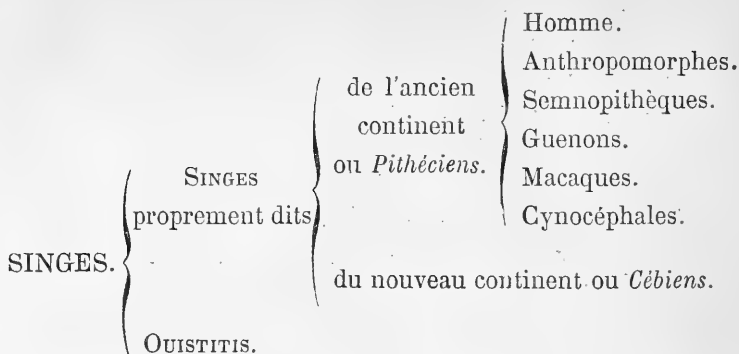 Homme.
Anthropomorphes.
de l'ancien
Semnopithèques.
continent
Guenons.
SINGES
ou Pithéciens.
proprement dits
Macaques.
Cynocéphales.
SINGES.
du nouveau continent ou Cébiens.
OUISTITIS.